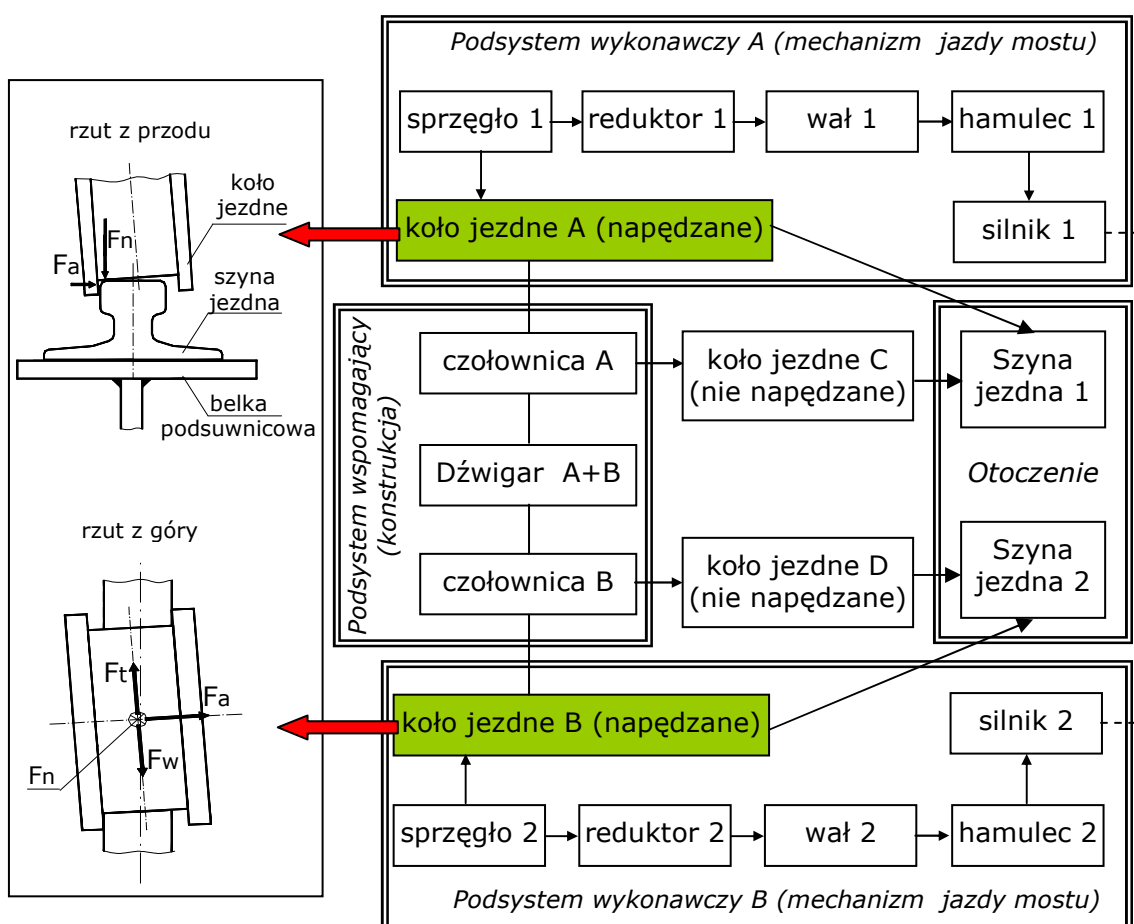 Podsystem wykonawczy A (mechanizm jazdy mostu)
sprzęgło 1
reduktor 1
wał 1
hamulec 1
koło jezdne A (napędzane)
silnik 1
rzut z przodu
koło
jezdne
Fn
Fa
szyna
jezdna
belka
podsuwnicowa
rzut z góry
Ft
Fa
Fw
Fn
Podsystem wspomagający
(konstrukcja)
czołownica A
Dźwigar A+B
czołownica B
koło jezdne C
(nie napędzane)
koło jezdne D
(nie napędzane)
Szyna
jezdna 1
Otoczenie
Szyna
jezdna 2
koło jezdne B (napędzane)
silnik 2
sprzęgło 2
reduktor 2
wał 2
hamulec 2
Podsystem wykonawczy B (mechanizm jazdy mostu)